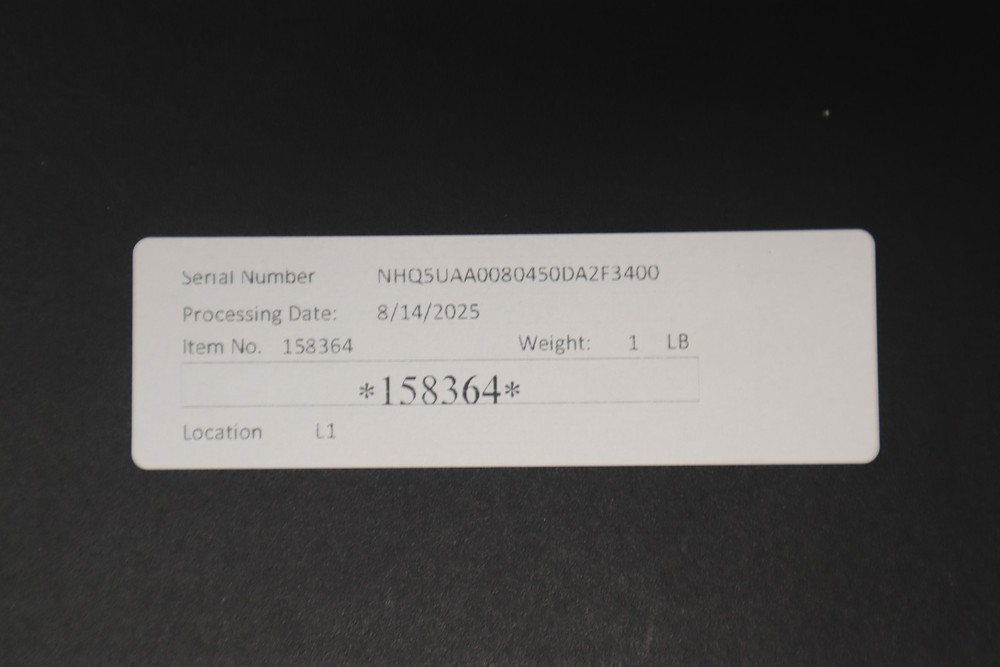 Serial Number NHQ5UAA0080450DA2F3400
Processing Date: 8/14/2025
Item No. 158364 Weight: 1 LB
*158364*
Location L1